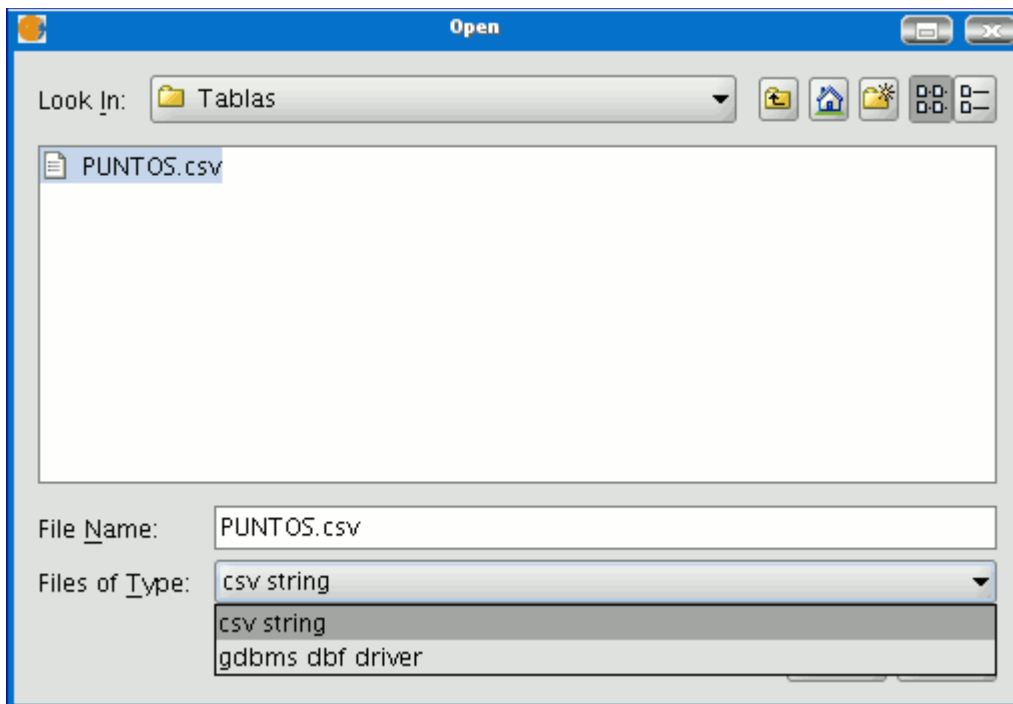 Open
Look In: Tablas
PUNTOS.csv
File Name: PUNTOS.csv
Files of Type: csv string
csv string
gdbms dbf driver